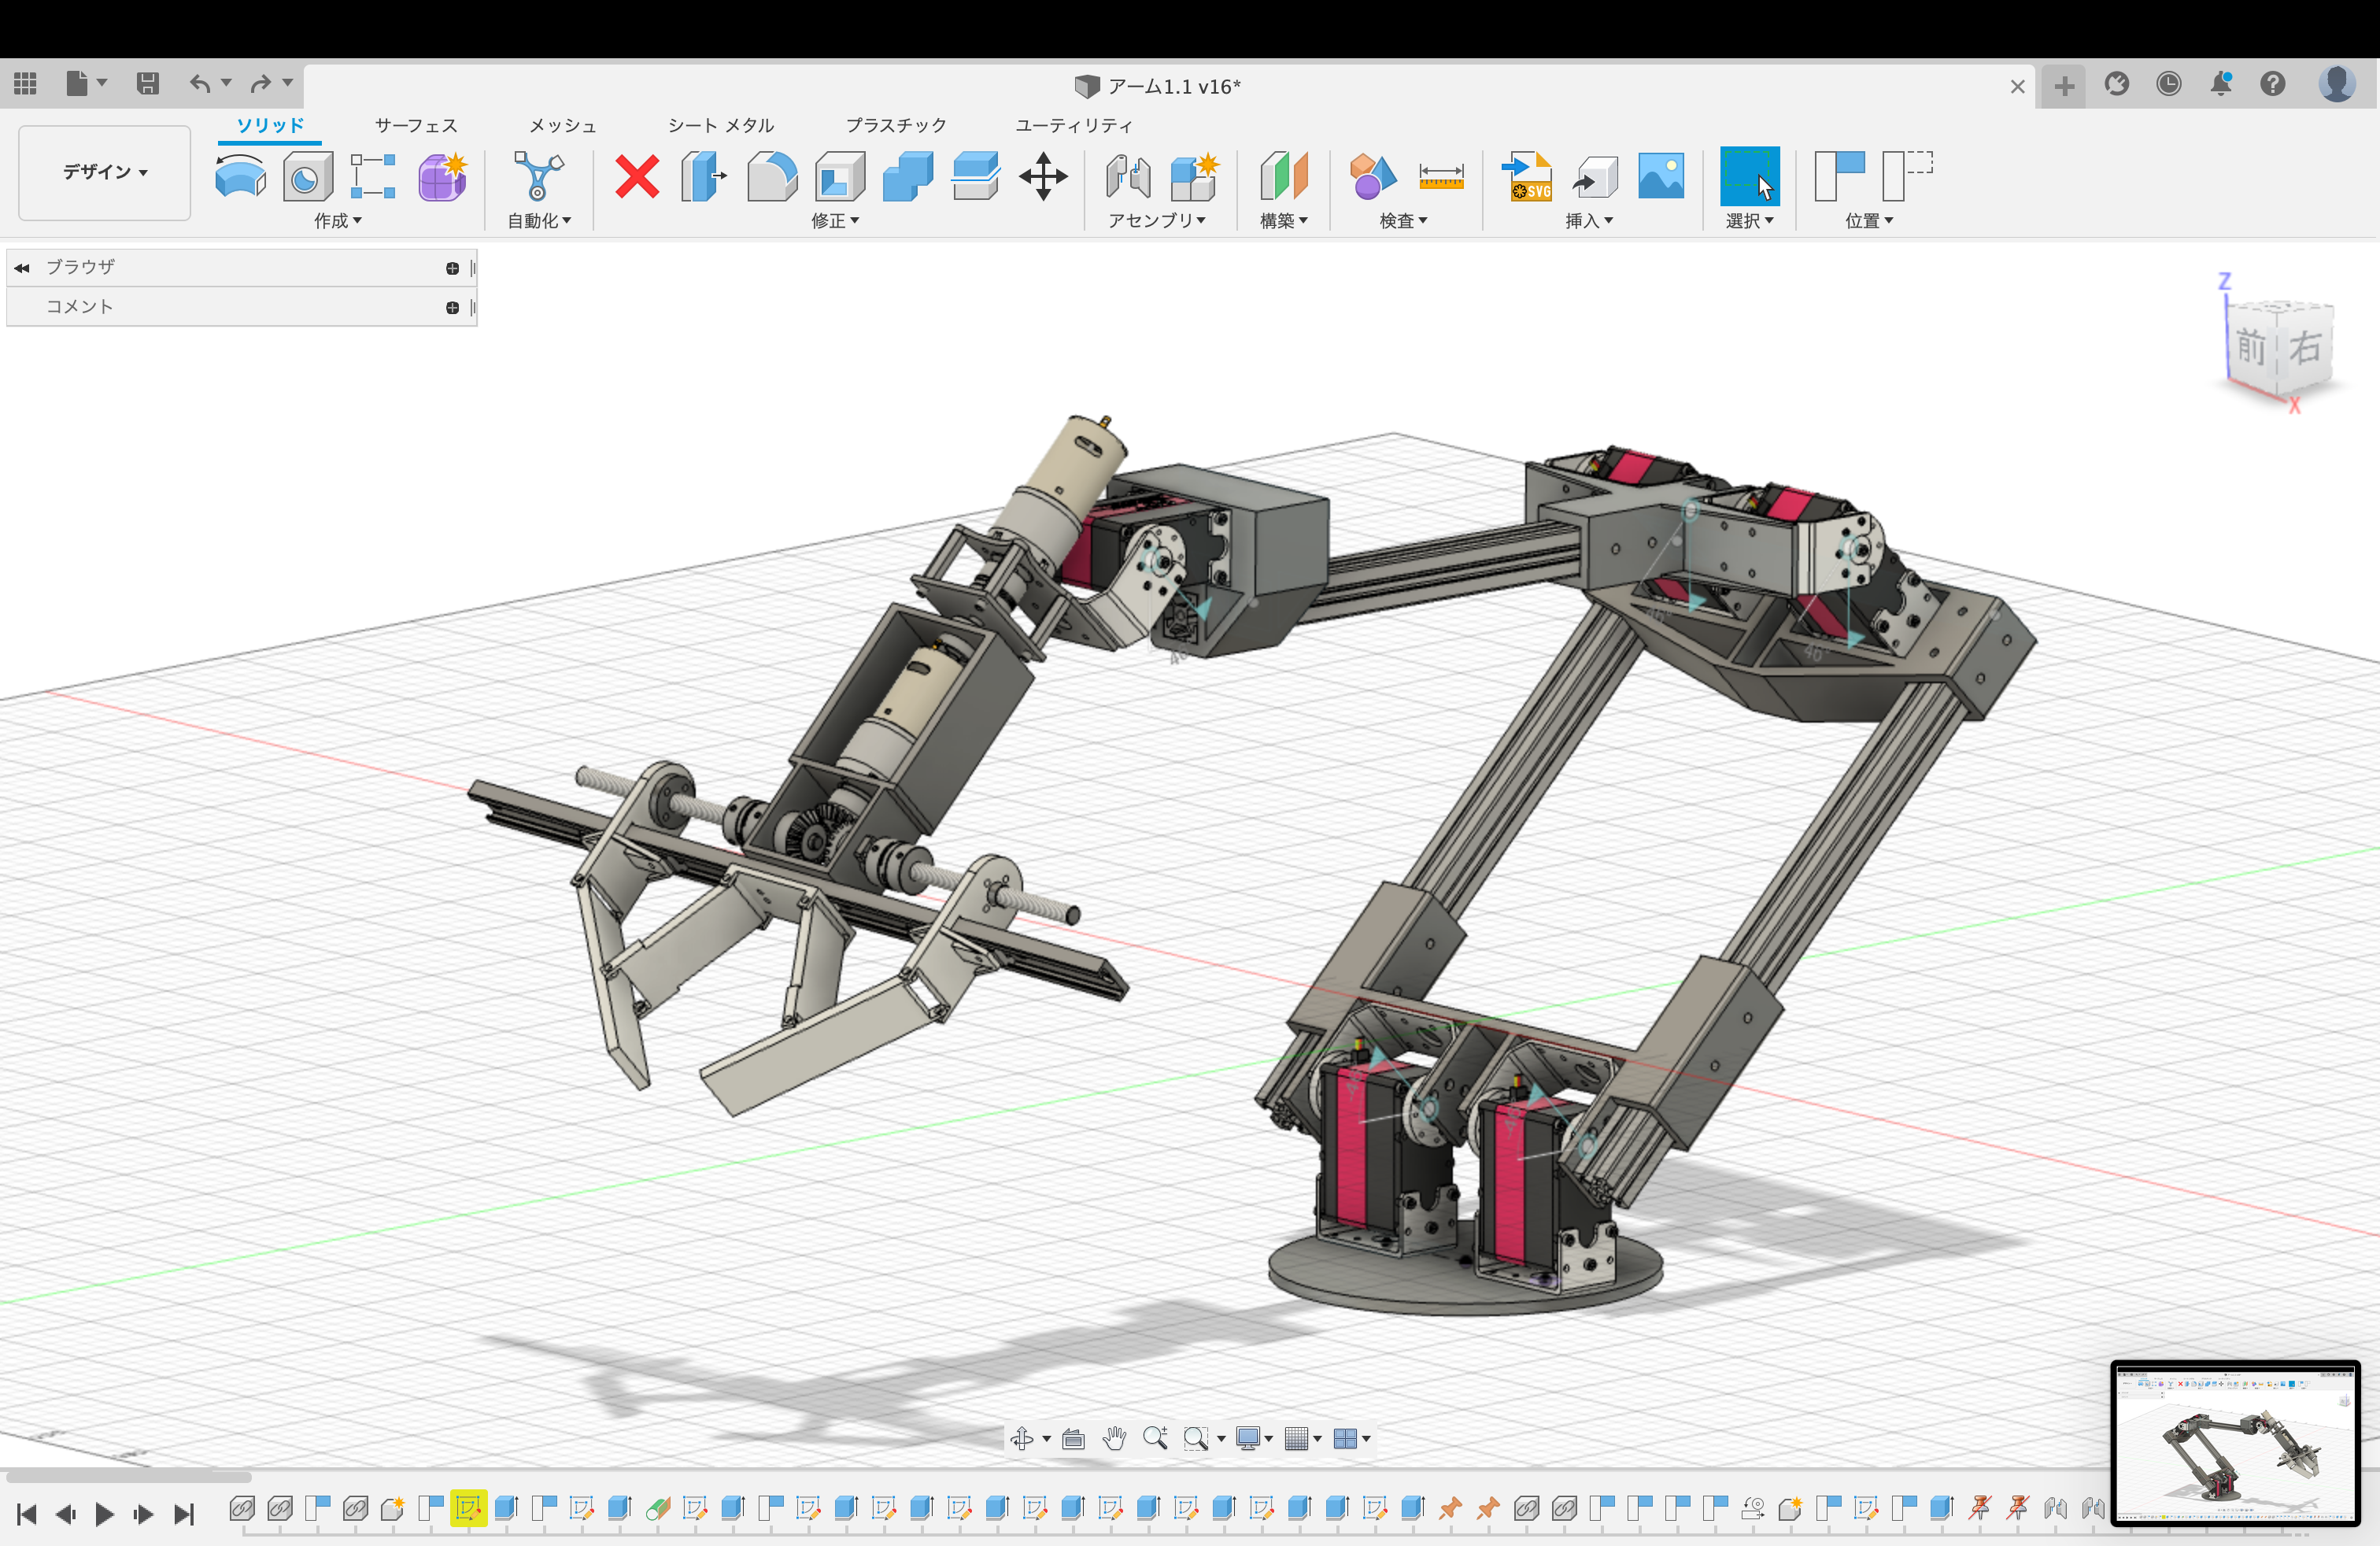 アーム1.1 v16*
デザイン
ソリッド
サーフェス
メッシュ
シート メタル
プラスチック
ユーティリティ
作成
自動化
修正
アセンブリ
構築
検査
SVG
挿入
選択
位置
ブラウザ
コメント
Z
前
右
X